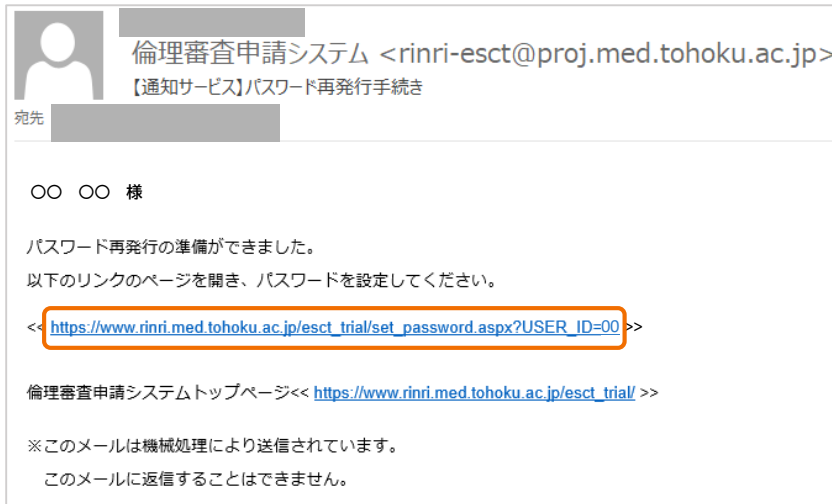 倫理審査申請システム <rinri-esct@proj.med.tohoku.ac.jp>
【通知サービス】パスワード再発行手続き
宛先
〇〇 〇〇 様
パスワード再発行の準備ができました。
以下のリンクのページを開き、パスワードを設定してください。
<< https://www.rinri.med.tohoku.ac.jp/esct_trial/set_password.aspx?USER_ID=00 >>
倫理審査申請システムトップページ<< https://www.rinri.med.tohoku.ac.jp/esct_trial/ >>
※このメールは機械処理により送信されています。
このメールに返信することはできません。